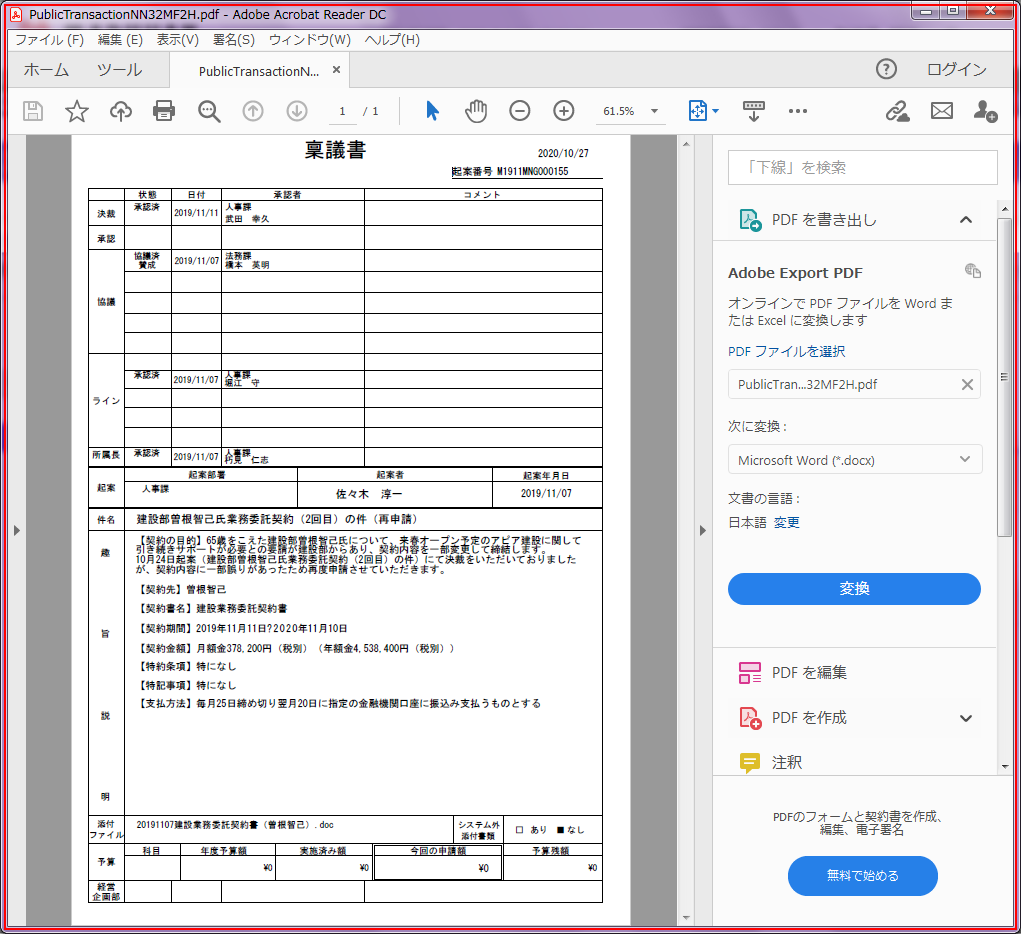 PublicTransactionNN32MF2H.pdf - Adobe Acrobat Reader DC
ファイル (F) 編集 (E) 表示(V) 署名(S) ウィンドウ(W) ヘルプ(H)
ホーム ツール PublicTransactionN... × ? ログイン
1 / 1 61.5%
稟議書
2020/10/27
起案番号 M1911MNG000155
状態 日付 承認者 コメント
決裁 承認済 2019/11/11 人事課
武田 幸久
承認
協議 協議済
賛成 2019/11/07 法務課
橋本 英明
ライン 承認済 2019/11/07 人事課
堀江 守
所属長 承認済 2019/11/07 人事課
仁志
起案 起案部署 起案者 起案年月日
人事課 佐々木 淳一 2019/11/07
件名 建設部曽根智己氏業務委託契約（2回目）の件（再申請）
趣旨説明
【契約の目的】65歳をこえた建設部曽根智己氏について、来春オープン予定のアピア建設に関して
引き続きサポートが必要との要請が建設部からあり、契約内容を一部変更して締結します。
10月24日起案（建設部曽根智己氏業務委託契約（2回目）の件）にて決裁をいただいておりました
が、契約内容に一部誤りがあったため再度申請させていただきます。
【契約先】曽根智己
【契約書名】建設業務委託契約書
【契約期間】2019年11月11日?2020年11月10日
【契約金額】月額金378,200円（税別）（年額金4,538,400円（税別））
【特約条項】特になし
【特記事項】特になし
【支払方法】毎月25日締め切り翌月20日に指定の金融機関口座に振込み支払うものとする
添付
ファイル 20191107建設業務委託契約書（曽根智己）.doc システム外
添付書類 □ あり ■ なし
予算 科目 年度予算額 実施済み額 今回の申請額 予算残額
¥0 ¥0 ¥0 ¥0
経営
企画部
「下線」を検索
PDF を書き出し
Adobe Export PDF
オンラインで PDF ファイルを Word ま
たは Excel に変換します
PDF ファイルを選択
PublicTran...32MF2H.pdf
次に変換 :
Microsoft Word (*.docx)
文書の言語 :
日本語 変更
変換
PDF を編集
PDF を作成
注釈
PDFのフォームと契約書を作成、
編集、電子署名
無料で始める